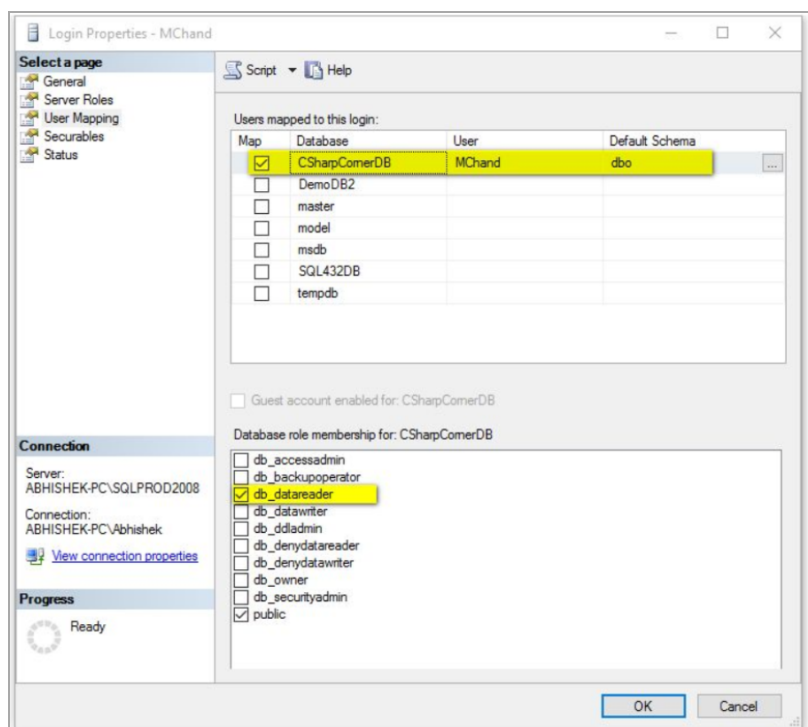 Login Properties - MChand
Select a page
General
Server Roles
User Mapping
Securables
Status
Script Help
Users mapped to this login:
Map Database User Default Schema
CSharpCornerDB MChand dbo ...
DemoDB2
master
model
msdb
SQL432DB
tempdb
Guest account enabled for: CSharpCornerDB
Database role membership for: CSharpCornerDB
db_accessadmin
db_backupoperator
db_datareader
db_datawriter
db_ddladmin
db_denydatareader
db_denydatawriter
db_owner
db_securityadmin
public
Connection
Server:
ABHISHEK-PC\SQLPROD2008
Connection:
ABHISHEK-PC\Abhishek
View connection properties
Progress
Ready
OK Cancel